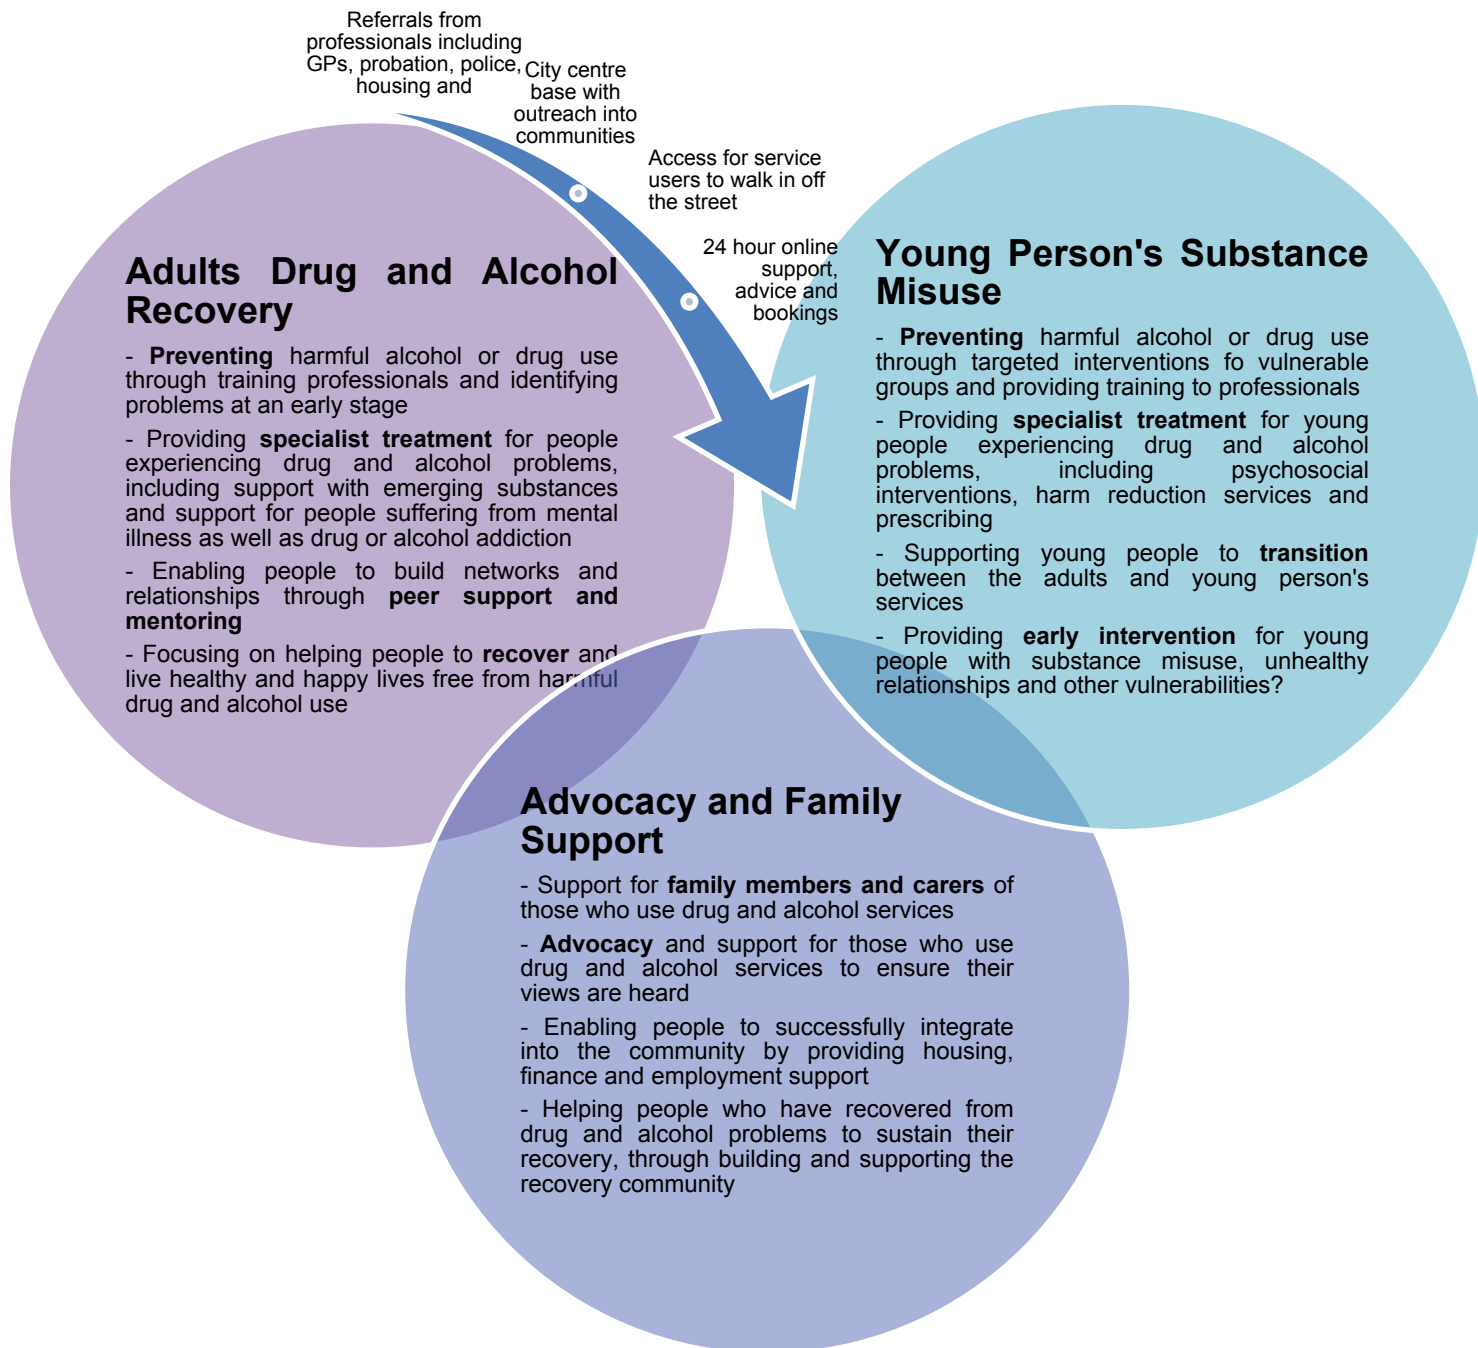 Referrals from
professionals including
GPs, probation, police,
housing and
City centre
base with
outreach into
communities
Access for service
users to walk in off
the street
24 hour online
support,
advice and
bookings
Adults Drug and Alcohol
Recovery
- Preventing harmful alcohol or drug use
through training professionals and identifying
problems at an early stage
- Providing specialist treatment for people
experiencing drug and alcohol problems,
including support with emerging substances
and support for people suffering from mental
illness as well as drug or alcohol addiction
- Enabling people to build networks and
relationships through peer support and
mentoring
- Focusing on helping people to recover and
live healthy and happy lives free from harmful
drug and alcohol use
Young Person's Substance
Misuse
- Preventing harmful alcohol or drug use
through targeted interventions fo vulnerable
groups and providing training to professionals
- Providing specialist treatment for young
people experiencing drug and alcohol
problems, including psychosocial
interventions, harm reduction services and
prescribing
- Supporting young people to transition
between the adults and young person's
services
- Providing early intervention for young
people with substance misuse, unhealthy
relationships and other vulnerabilities?
Advocacy and Family
Support
- Support for family members and carers of
those who use drug and alcohol services
- Advocacy and support for those who use
drug and alcohol services to ensure their
views are heard
- Enabling people to successfully integrate
into the community by providing housing,
finance and employment support
- Helping people who have recovered from
drug and alcohol problems to sustain their
recovery, through building and supporting the
recovery community